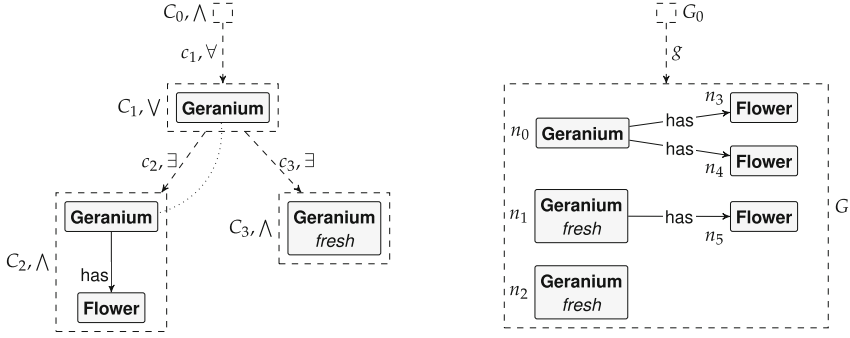 C₀, ⋀
c₁, ∀
C₁, ⋁
Geranium
c₂, ∃
c₃, ∃
Geranium
has
Flower
C₂, ⋀
Geranium
fresh
C₃, ⋀
G₀
g
n₀
Geranium
has
has
n₃
Flower
n₄
Flower
n₁
Geranium
fresh
has
Flower
n₅
n₂
Geranium
fresh
G